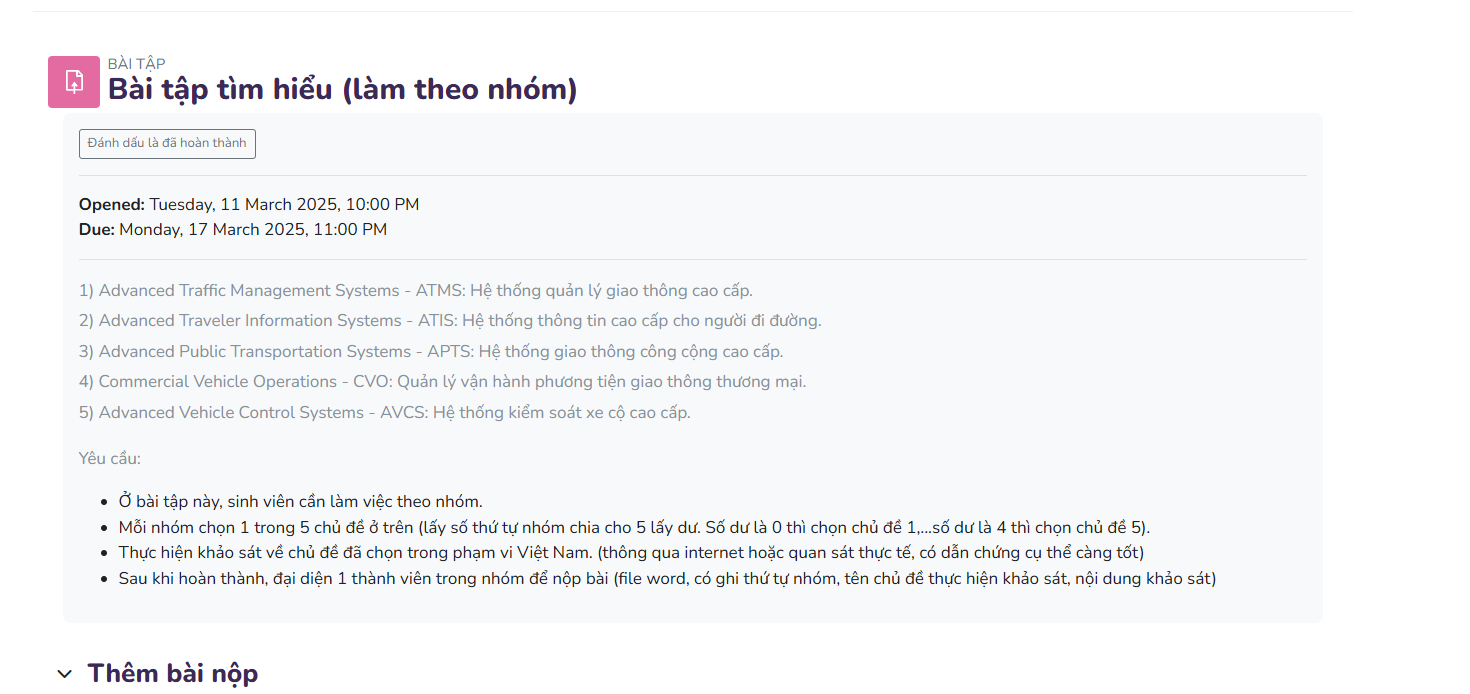 BÀI TẬP
Bài tập tìm hiểu (làm theo nhóm)
Đánh dấu là đã hoàn thành
Opened: Tuesday, 11 March 2025, 10:00 PM
Due: Monday, 17 March 2025, 11:00 PM
1) Advanced Traffic Management Systems - ATMS: Hệ thống quản lý giao thông cao cấp.
2) Advanced Traveler Information Systems - ATIS: Hệ thống thông tin cao cấp cho người đi đường.
3) Advanced Public Transportation Systems - APTS: Hệ thống giao thông công cộng cao cấp.
4) Commercial Vehicle Operations - CVO: Quản lý vận hành phương tiện giao thông thương mại.
5) Advanced Vehicle Control Systems - AVCS: Hệ thống kiểm soát xe cộ cao cấp.
Yêu cầu:
• Ở bài tập này, sinh viên cần làm việc theo nhóm.
• Mỗi nhóm chọn 1 trong 5 chủ đề ở trên (lấy số thứ tự nhóm chia cho 5 lấy dư. Số dư là 0 thì chọn chủ đề 1,...số dư là 4 thì chọn chủ đề 5).
• Thực hiện khảo sát về chủ đề đã chọn trong phạm vi Việt Nam. (thông qua internet hoặc quan sát thực tế, có dẫn chứng cụ thể càng tốt)
• Sau khi hoàn thành, đại diện 1 thành viên trong nhóm để nộp bài (file word, có ghi thứ tự nhóm, tên chủ đề thực hiện khảo sát, nội dung khảo sát)
Thêm bài nộp